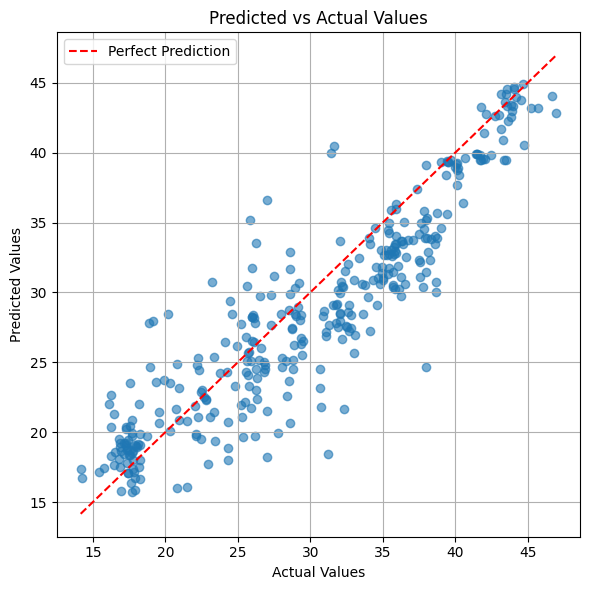 Predicted vs Actual Values
Perfect Prediction
45
40
35
30
25
20
15
Predicted Values
15 20 25 30 35 40 45
Actual Values